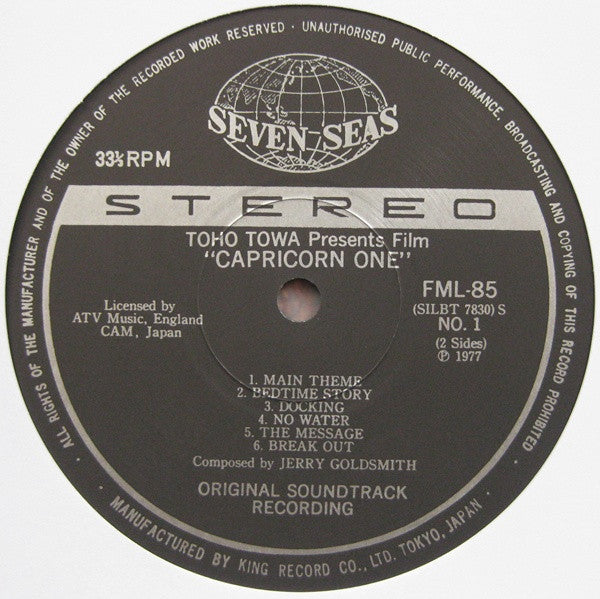 ALL RIGHTS OF THE MANUFACTURER AND OF THE OWNER OF THE RECORDED WORK RESERVED · UNAUTHORISED PUBLIC PERFORMANCE, BROADCASTING AND COPYING OF THIS RECORD PROHIBITED.
SEVEN SEAS
33⅓ RPM
STEREO
TOHO TOWA Presents Film
"CAPRICORN ONE"
Licensed by
ATV Music, England
CAM, Japan
FML-85
(SILBT 7830) S
NO. 1
(2 Sides)
Ⓟ 1977
1. MAIN THEME
2. BEDTIME STORY
3. DOCKING
4. NO WATER
5. THE MESSAGE
6. BREAK OUT
Composed by JERRY GOLDSMITH
ORIGINAL SOUNDTRACK
RECORDING
· MANUFACTURED BY KING RECORD CO., LTD. TOKYO, JAPAN ·